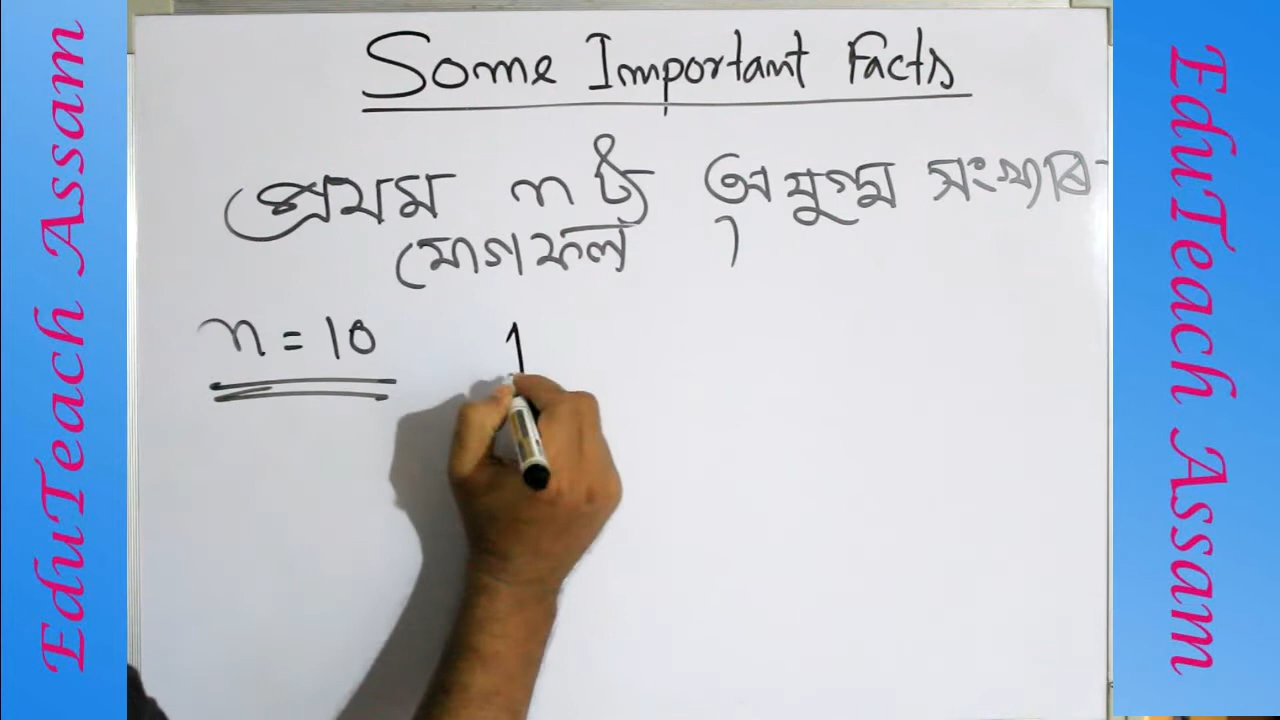 EduTeach Assam
Some Important Facts
প্ৰথম n টা অযুগ্ম সংখ্যাৰ
যোগফল ।
n = 10
1
EduTeach Assam